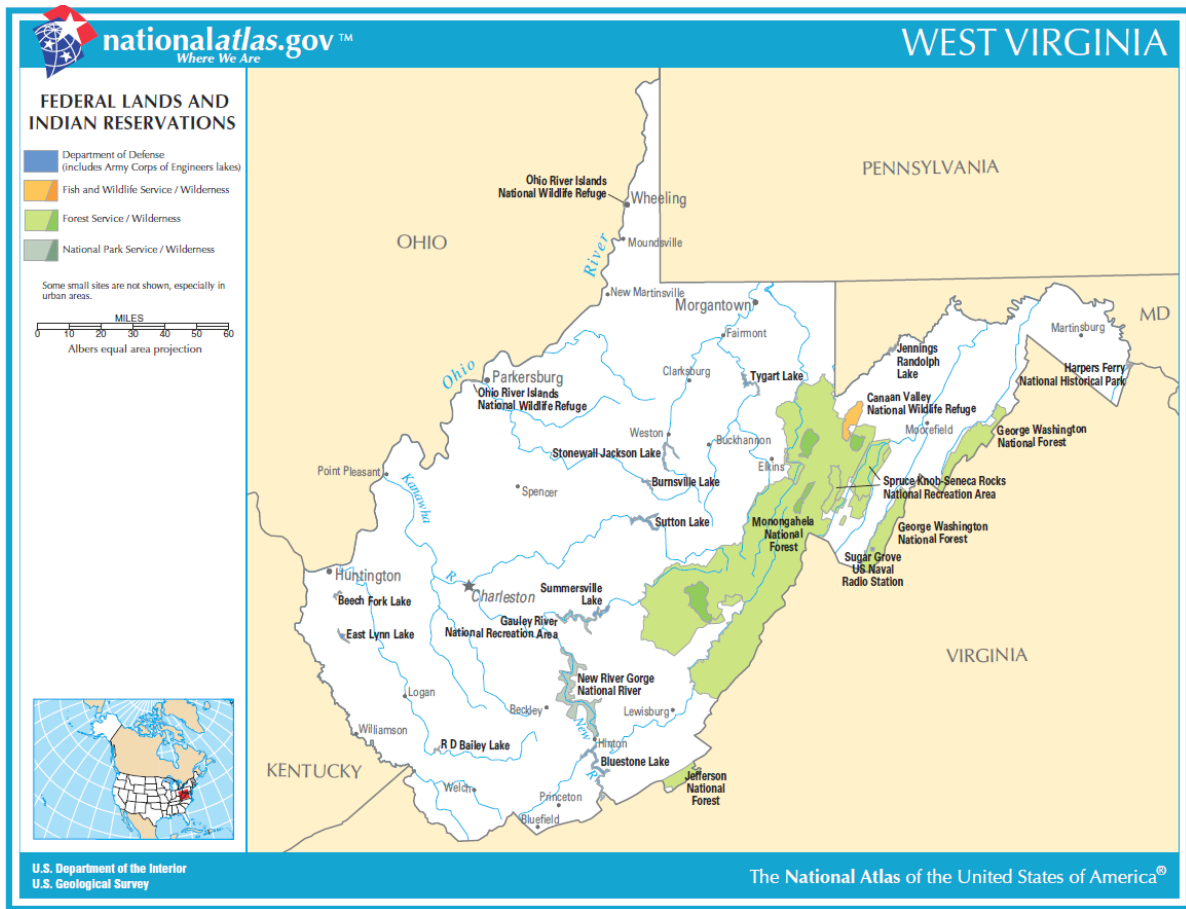 nationalatlas.gov ™
Where We Are
WEST VIRGINIA
FEDERAL LANDS AND
INDIAN RESERVATIONS
Department of Defense
(includes Army Corps of Engineers lakes)
Fish and Wildlife Service / Wilderness
Forest Service / Wilderness
National Park Service / Wilderness
Some small sites are not shown, especially in
urban areas.
MILES
0 10 20 30 40 50 60
Albers equal area projection
PENNSYLVANIA
OHIO
MD
VIRGINIA
KENTUCKY
Ohio River Islands
National Wildlife Refuge
Wheeling
Moundsville
River
New Martinsville
Morgantown
Fairmont
Martinsburg
Harpers Ferry
National Historical Park
Jennings
Randolph
Lake
Ohio
Parkersburg
Ohio River Islands
National Wildlife Refuge
Clarksburg
Tygart Lake
Canaan Valley
National Wildlife Refuge
Moorefield
George Washington
National Forest
Weston
Buckhannon
Stonewall Jackson Lake
Elkins
Point Pleasant
Kanawha
R
Spencer
Burnsville Lake
Spruce Knob-Seneca Rocks
National Recreation Area
Sutton Lake
Monongahela
National
Forest
George Washington
National Forest
Sugar Grove
US Naval
Radio Station
Huntington
Beech Fork Lake
Charleston
Summersville
Lake
Gauley River
National Recreation Area
East Lynn Lake
New River Gorge
National River
Logan
Beckley
Lewisburg
Williamson
R D Bailey Lake
New
R
Hinton
Bluestone Lake
Jefferson
National
Forest
Welch
Princeton
Bluefield
U.S. Department of the Interior
U.S. Geological Survey
The National Atlas of the United States of America®